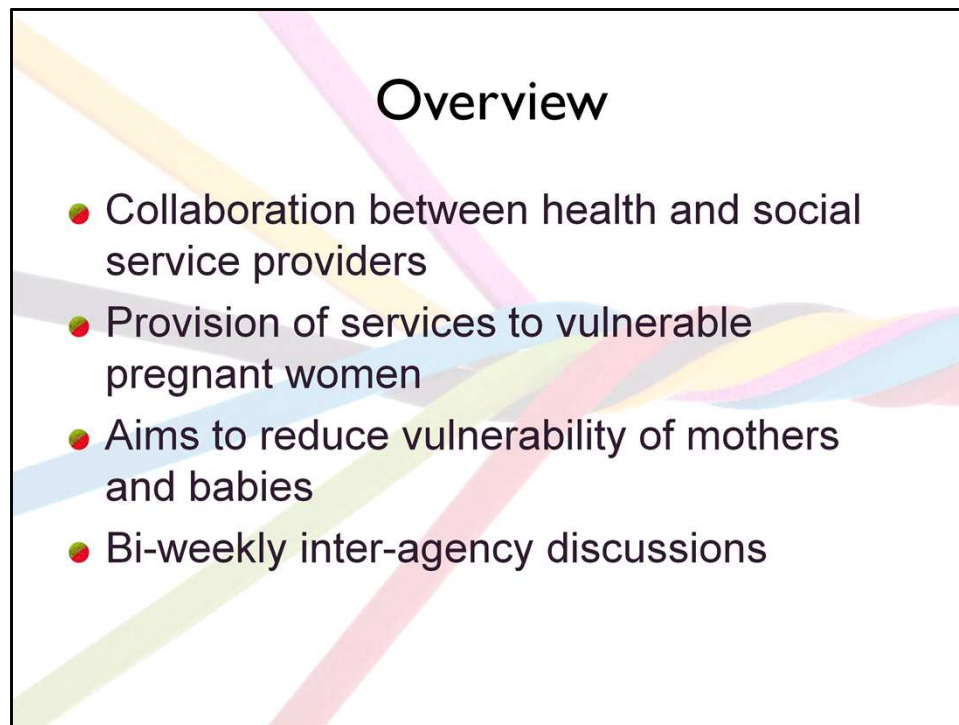 Overview
Collaboration between health and social
service providers
Provision of services to vulnerable
pregnant women
Aims to reduce vulnerability of mothers
and babies
Bi-weekly inter-agency discussions